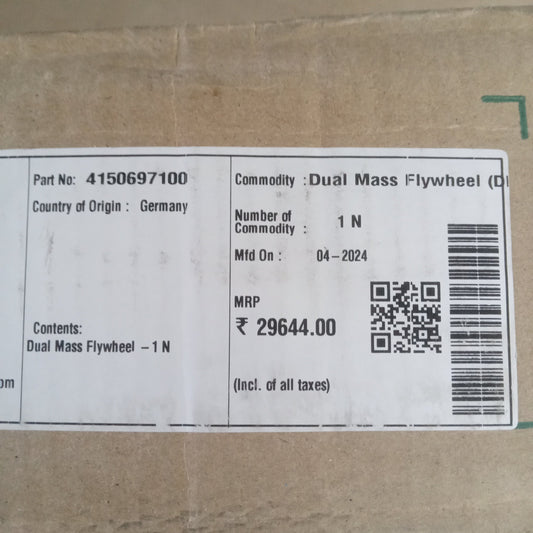 Part No: 4150697100
Country of Origin : Germany
Contents:
Dual Mass Flywheel – 1 N
om
Commodity : Dual Mass Flywheel (D
Number of
Commodity : 1 N
Mfd On : 04-2024
MRP
₹ 29644.00
(Incl. of all taxes)